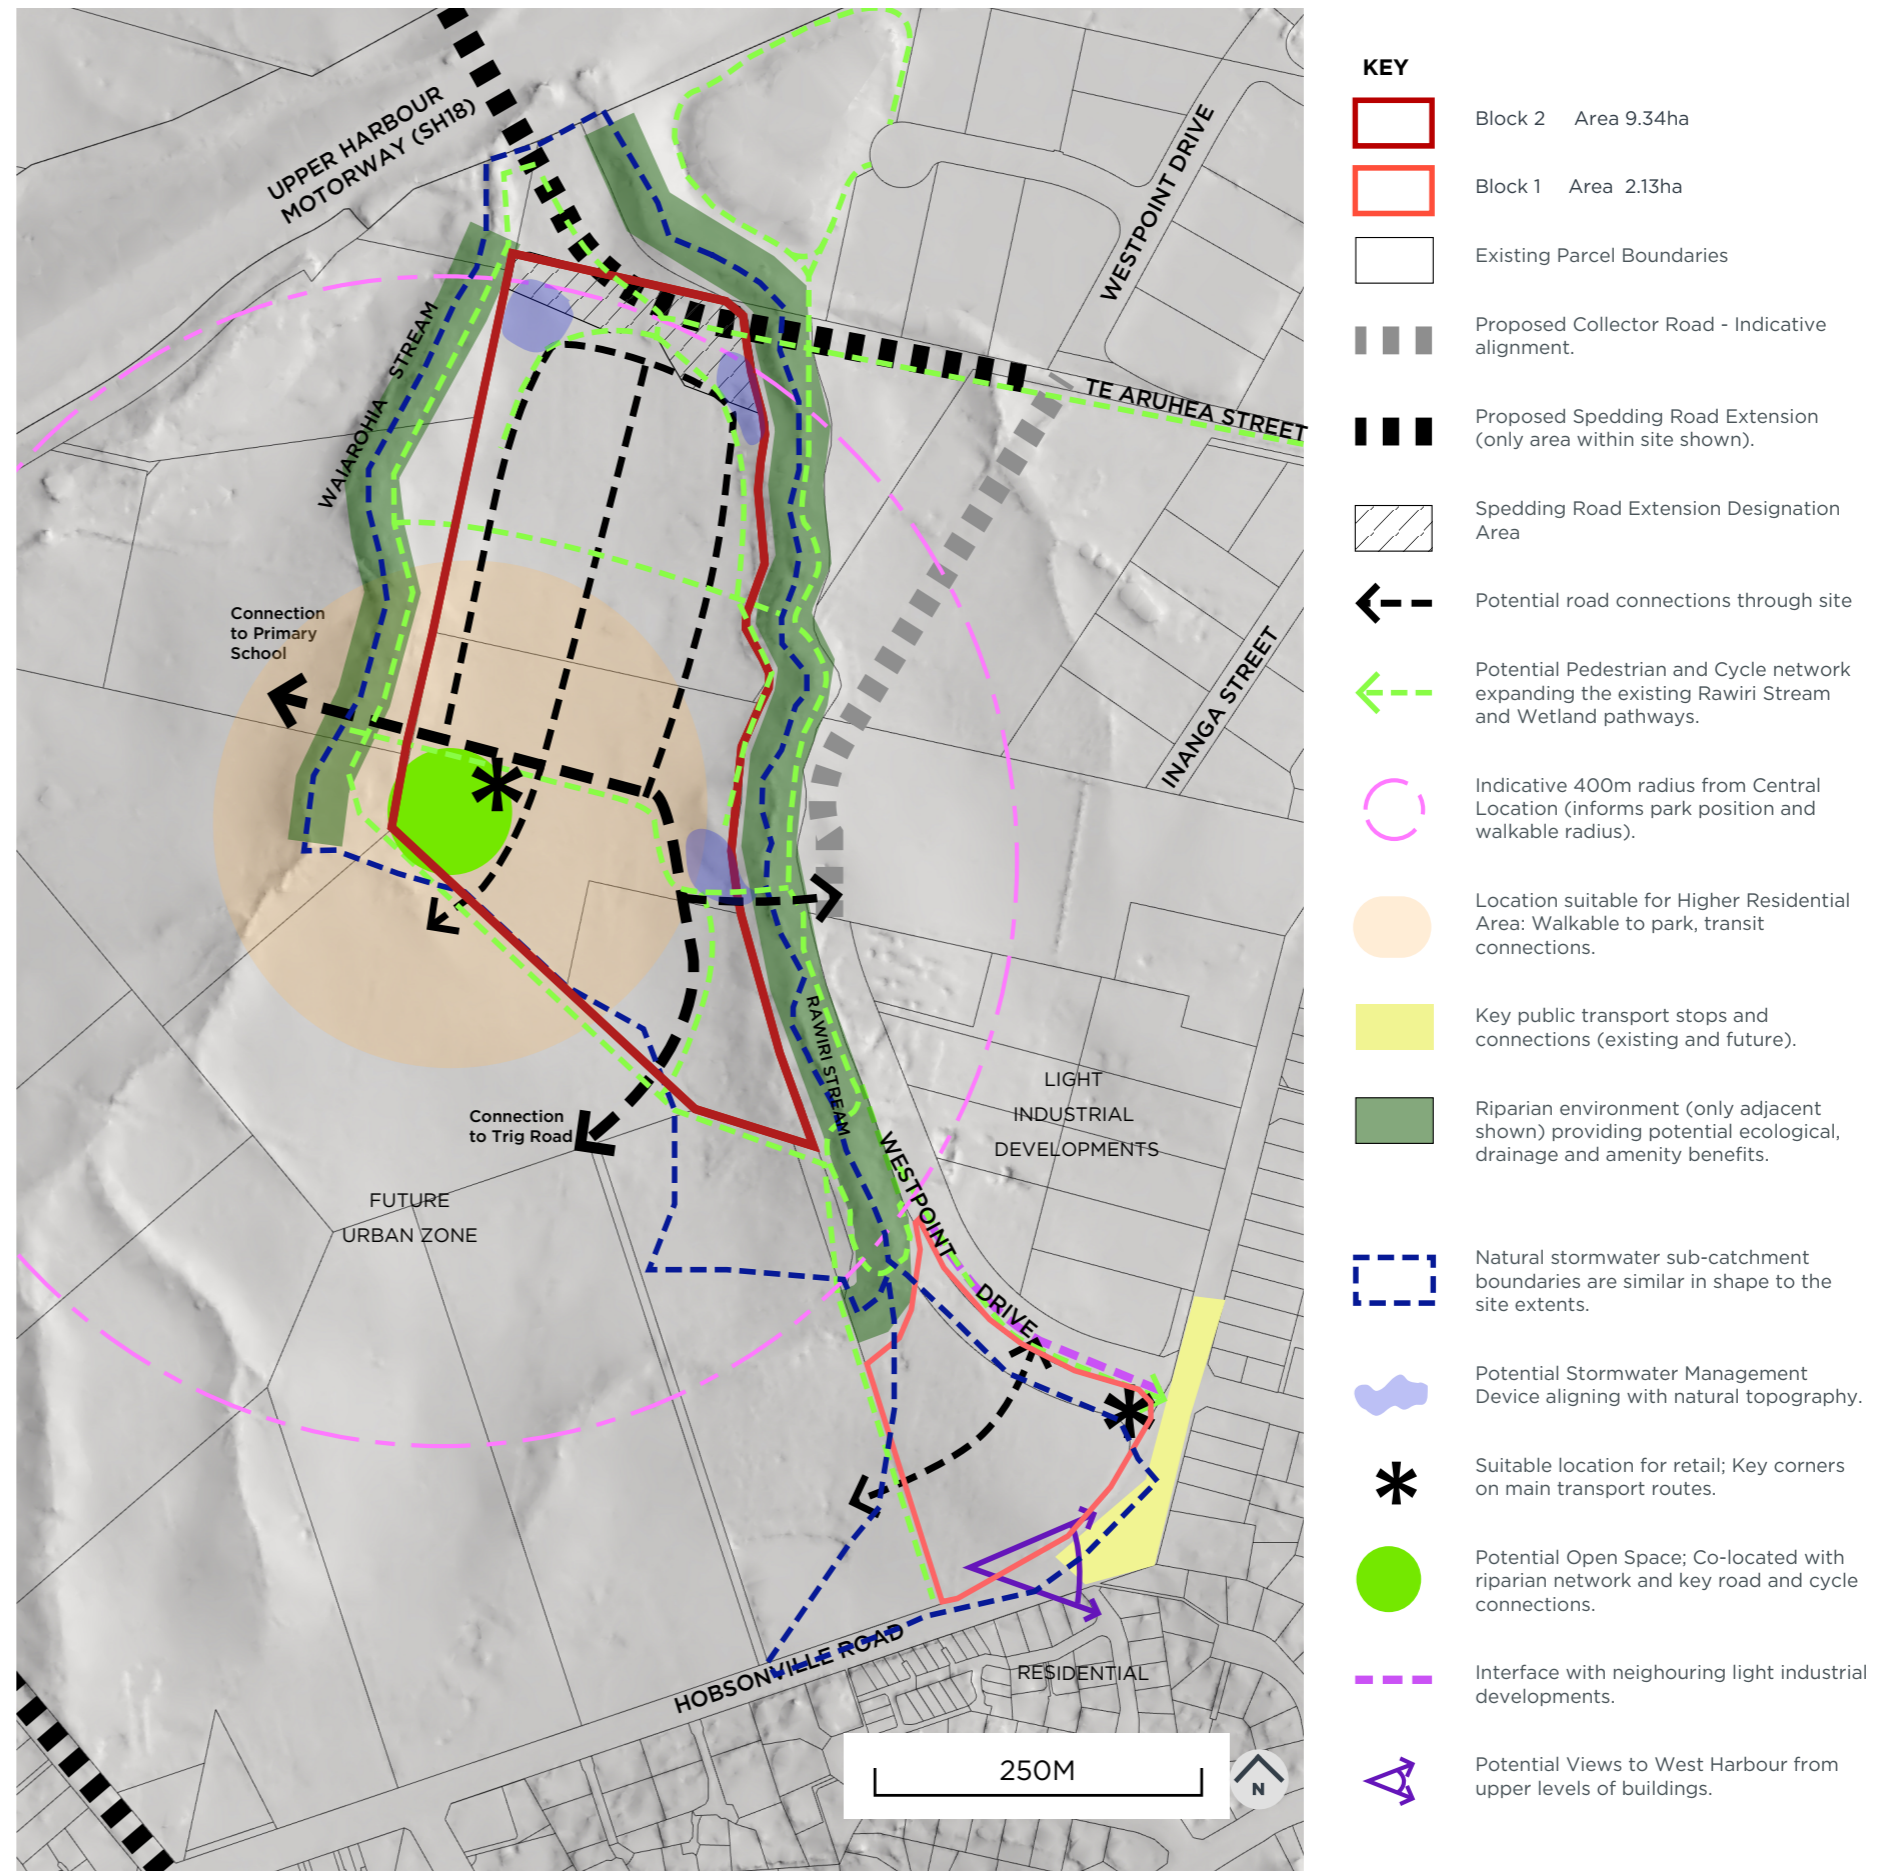 UPPER HARBOUR
MOTORWAY (SH18)
WESTPOINT DRIVE
WAIAROHIA STREAM
TE ARUHEA STREET
Connection
to Primary
School
INANGA STREET
RAWIRI STREAM
LIGHT
INDUSTRIAL
DEVELOPMENTS
Connection
to Trig Road
WESTPOINT DRIVE
FUTURE
URBAN ZONE
HOBSONVILLE ROAD
RESIDENTIAL
250M
N
KEY
Block 2 Area 9.34ha
Block 1 Area 2.13ha
Existing Parcel Boundaries
Proposed Collector Road - Indicative
alignment.
Proposed Spedding Road Extension
(only area within site shown).
Spedding Road Extension Designation
Area
Potential road connections through site
Potential Pedestrian and Cycle network
expanding the existing Rawiri Stream
and Wetland pathways.
Indicative 400m radius from Central
Location (informs park position and
walkable radius).
Location suitable for Higher Residential
Area: Walkable to park, transit
connections.
Key public transport stops and
connections (existing and future).
Riparian environment (only adjacent
shown) providing potential ecological,
drainage and amenity benefits.
Natural stormwater sub-catchment
boundaries are similar in shape to the
site extents.
Potential Stormwater Management
Device aligning with natural topography.
Suitable location for retail; Key corners
on main transport routes.
Potential Open Space; Co-located with
riparian network and key road and cycle
connections.
Interface with neighouring light industrial
developments.
Potential Views to West Harbour from
upper levels of buildings.